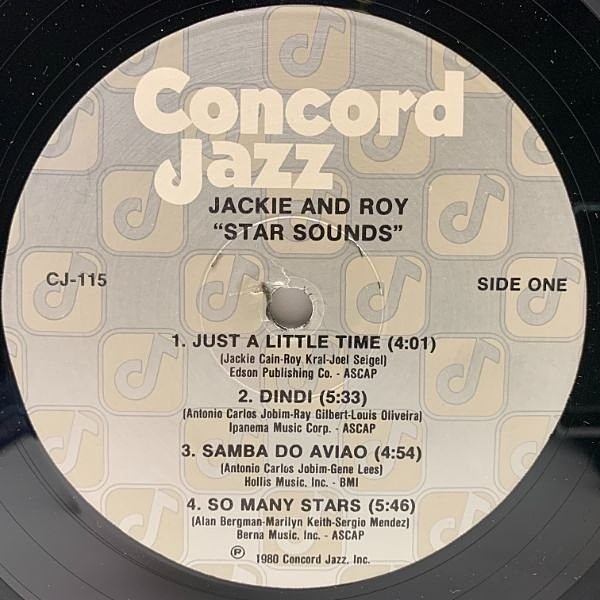 Concord
Jazz
JACKIE AND ROY
"STAR SOUNDS"
CJ-115
SIDE ONE
1. JUST A LITTLE TIME (4:01)
(Jackie Cain-Roy Kral-Joel Seigel)
Edson Publishing Co. - ASCAP
2. DINDI (5:33)
(Antonio Carlos Jobim-Ray Gilbert-Louis Oliveira)
Ipanema Music Corp. - ASCAP
3. SAMBA DO AVIAO (4:54)
(Antonio Carlos Jobim-Gene Lees)
Hollis Music, Inc. - BMI
4. SO MANY STARS (5:46)
(Alan Bergman-Marilyn Keith-Sergio Mendez)
Berna Music, Inc. - ASCAP
℗ 1980 Concord Jazz, Inc.